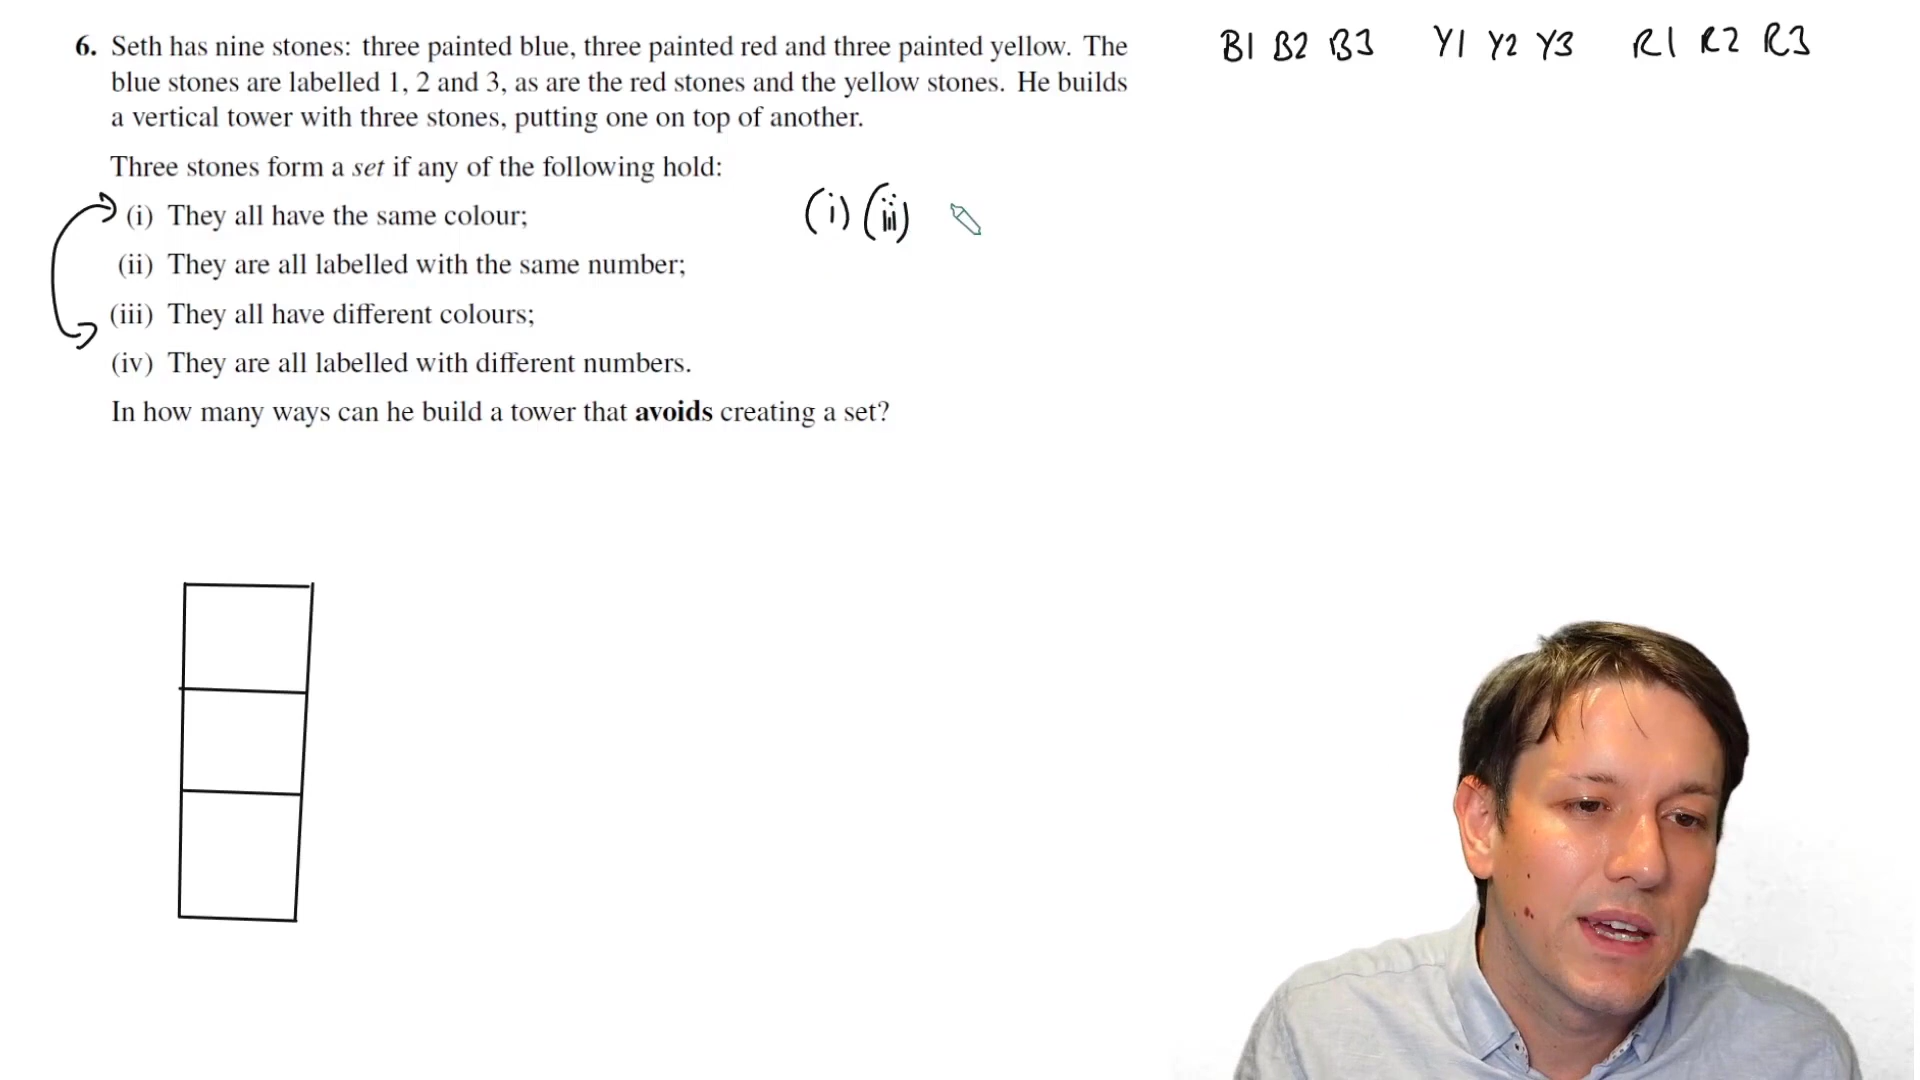 6. Seth has nine stones: three painted blue, three painted red and three painted yellow. The
blue stones are labelled 1, 2 and 3, as are the red stones and the yellow stones. He builds
a vertical tower with three stones, putting one on top of another.
B1 B2 B3 Y1 Y2 Y3 R1 R2 R3
Three stones form a set if any of the following hold:
(i) They all have the same colour;
(i) (iii)
(ii) They are all labelled with the same number;
(iii) They all have different colours;
(iv) They are all labelled with different numbers.
In how many ways can he build a tower that avoids creating a set?